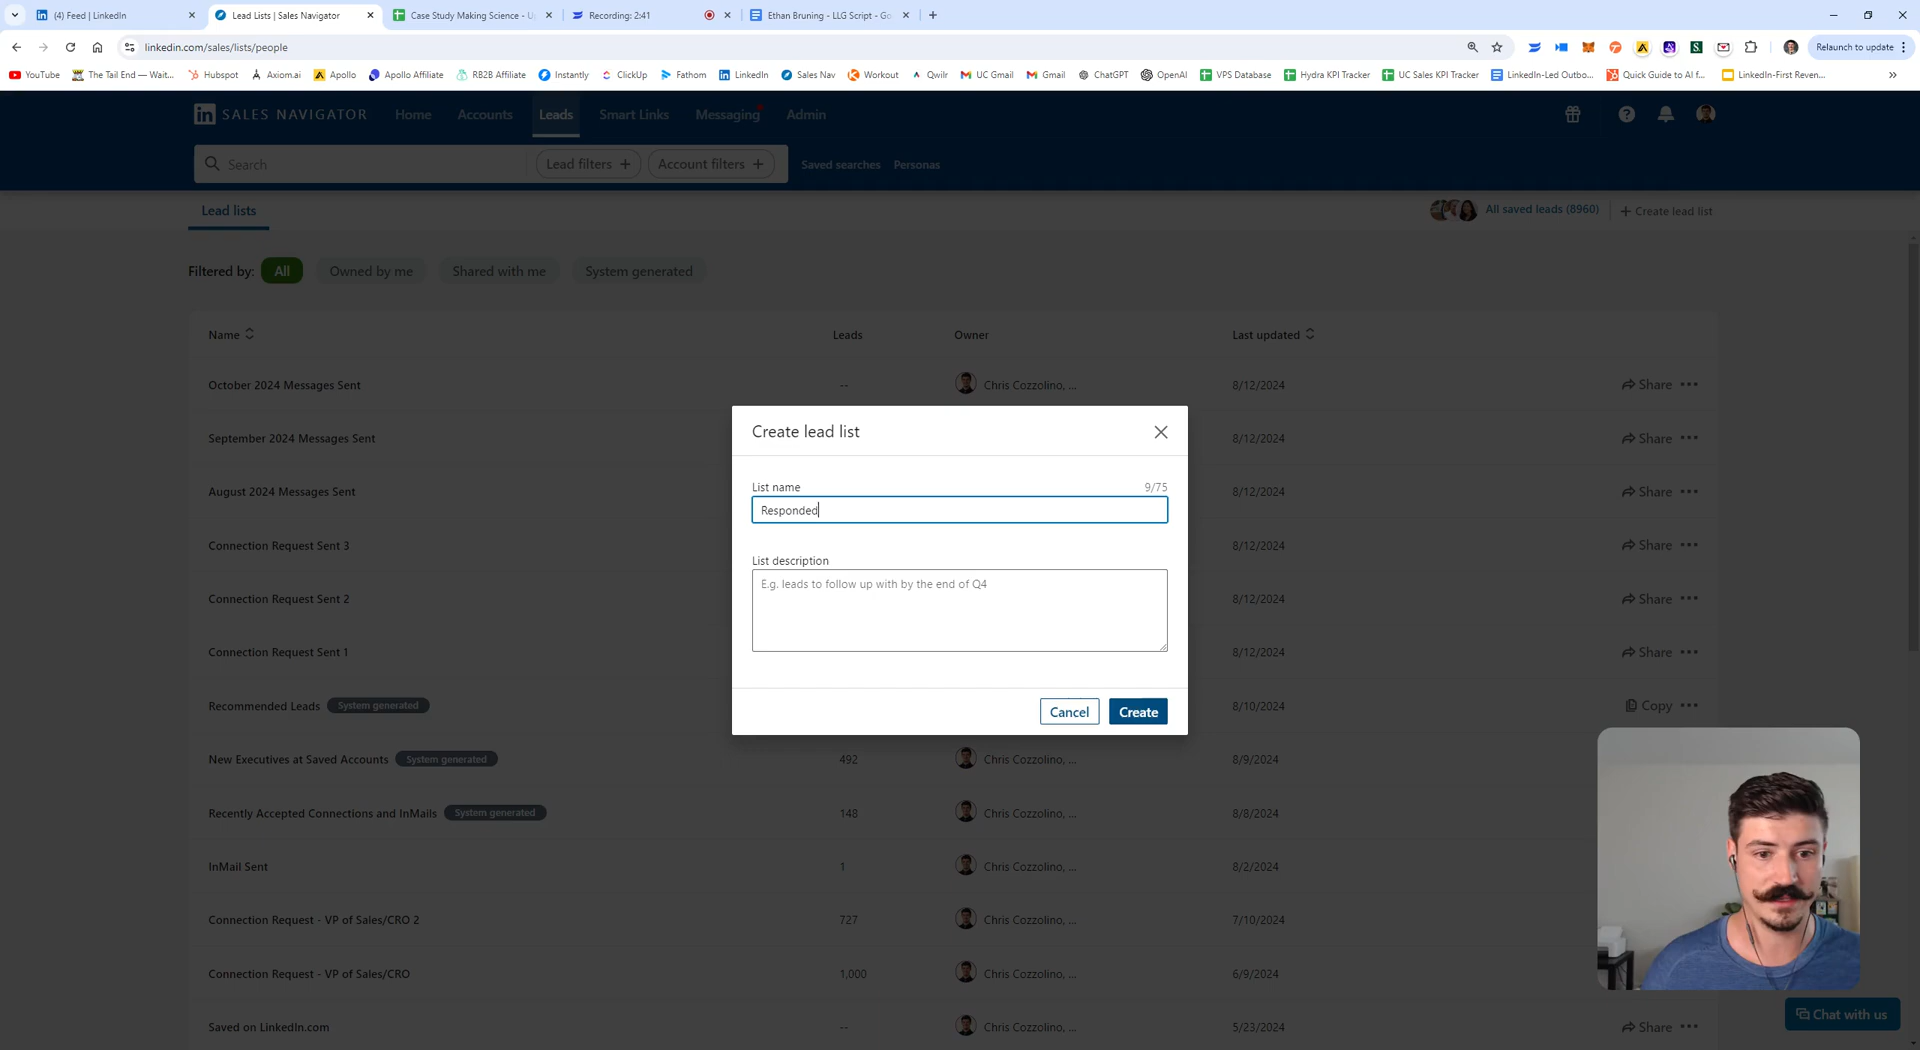 (4) Feed | LinkedIn
Lead Lists | Sales Navigator
Case Study Making Science - U
Recording: 2:41
Ethan Bruning - LLG Script - Go
linkedin.com/sales/lists/people
Relaunch to update
YouTube
The Tail End — Wait...
Hubspot
Axiom.ai
Apollo
Apollo Affiliate
RB2B Affiliate
Instantly
ClickUp
Fathom
LinkedIn
Sales Nav
Workout
Qwilr
UC Gmail
Gmail
ChatGPT
OpenAI
VPS Database
Hydra KPI Tracker
UC Sales KPI Tracker
LinkedIn-Led Outbo...
Quick Guide to AI f...
LinkedIn-First Reven...
in SALES NAVIGATOR
Home
Accounts
Leads
Smart Links
Messaging
Admin
Search
Lead filters +
Account filters +
Saved searches
Personas
Lead lists
All saved leads (8960)
+ Create lead list
Filtered by:
All
Owned by me
Shared with me
System generated
Name
Leads
Owner
Last updated
October 2024 Messages Sent
--
Chris Cozzolino, ...
8/12/2024
Share
September 2024 Messages Sent
8/12/2024
Share
August 2024 Messages Sent
8/12/2024
Share
Connection Request Sent 3
8/12/2024
Share
Connection Request Sent 2
8/12/2024
Share
Connection Request Sent 1
8/12/2024
Share
Recommended Leads
System generated
8/10/2024
Copy
New Executives at Saved Accounts
System generated
492
Chris Cozzolino, ...
8/9/2024
Recently Accepted Connections and InMails
System generated
148
Chris Cozzolino, ...
8/8/2024
InMail Sent
1
Chris Cozzolino, ...
8/2/2024
Connection Request - VP of Sales/CRO 2
727
Chris Cozzolino, ...
7/10/2024
Connection Request - VP of Sales/CRO
1,000
Chris Cozzolino, ...
6/9/2024
Saved on LinkedIn.com
--
Chris Cozzolino, ...
5/23/2024
Share
Create lead list
List name
9/75
Responded
List description
E.g. leads to follow up with by the end of Q4
Cancel
Create
Chat with us